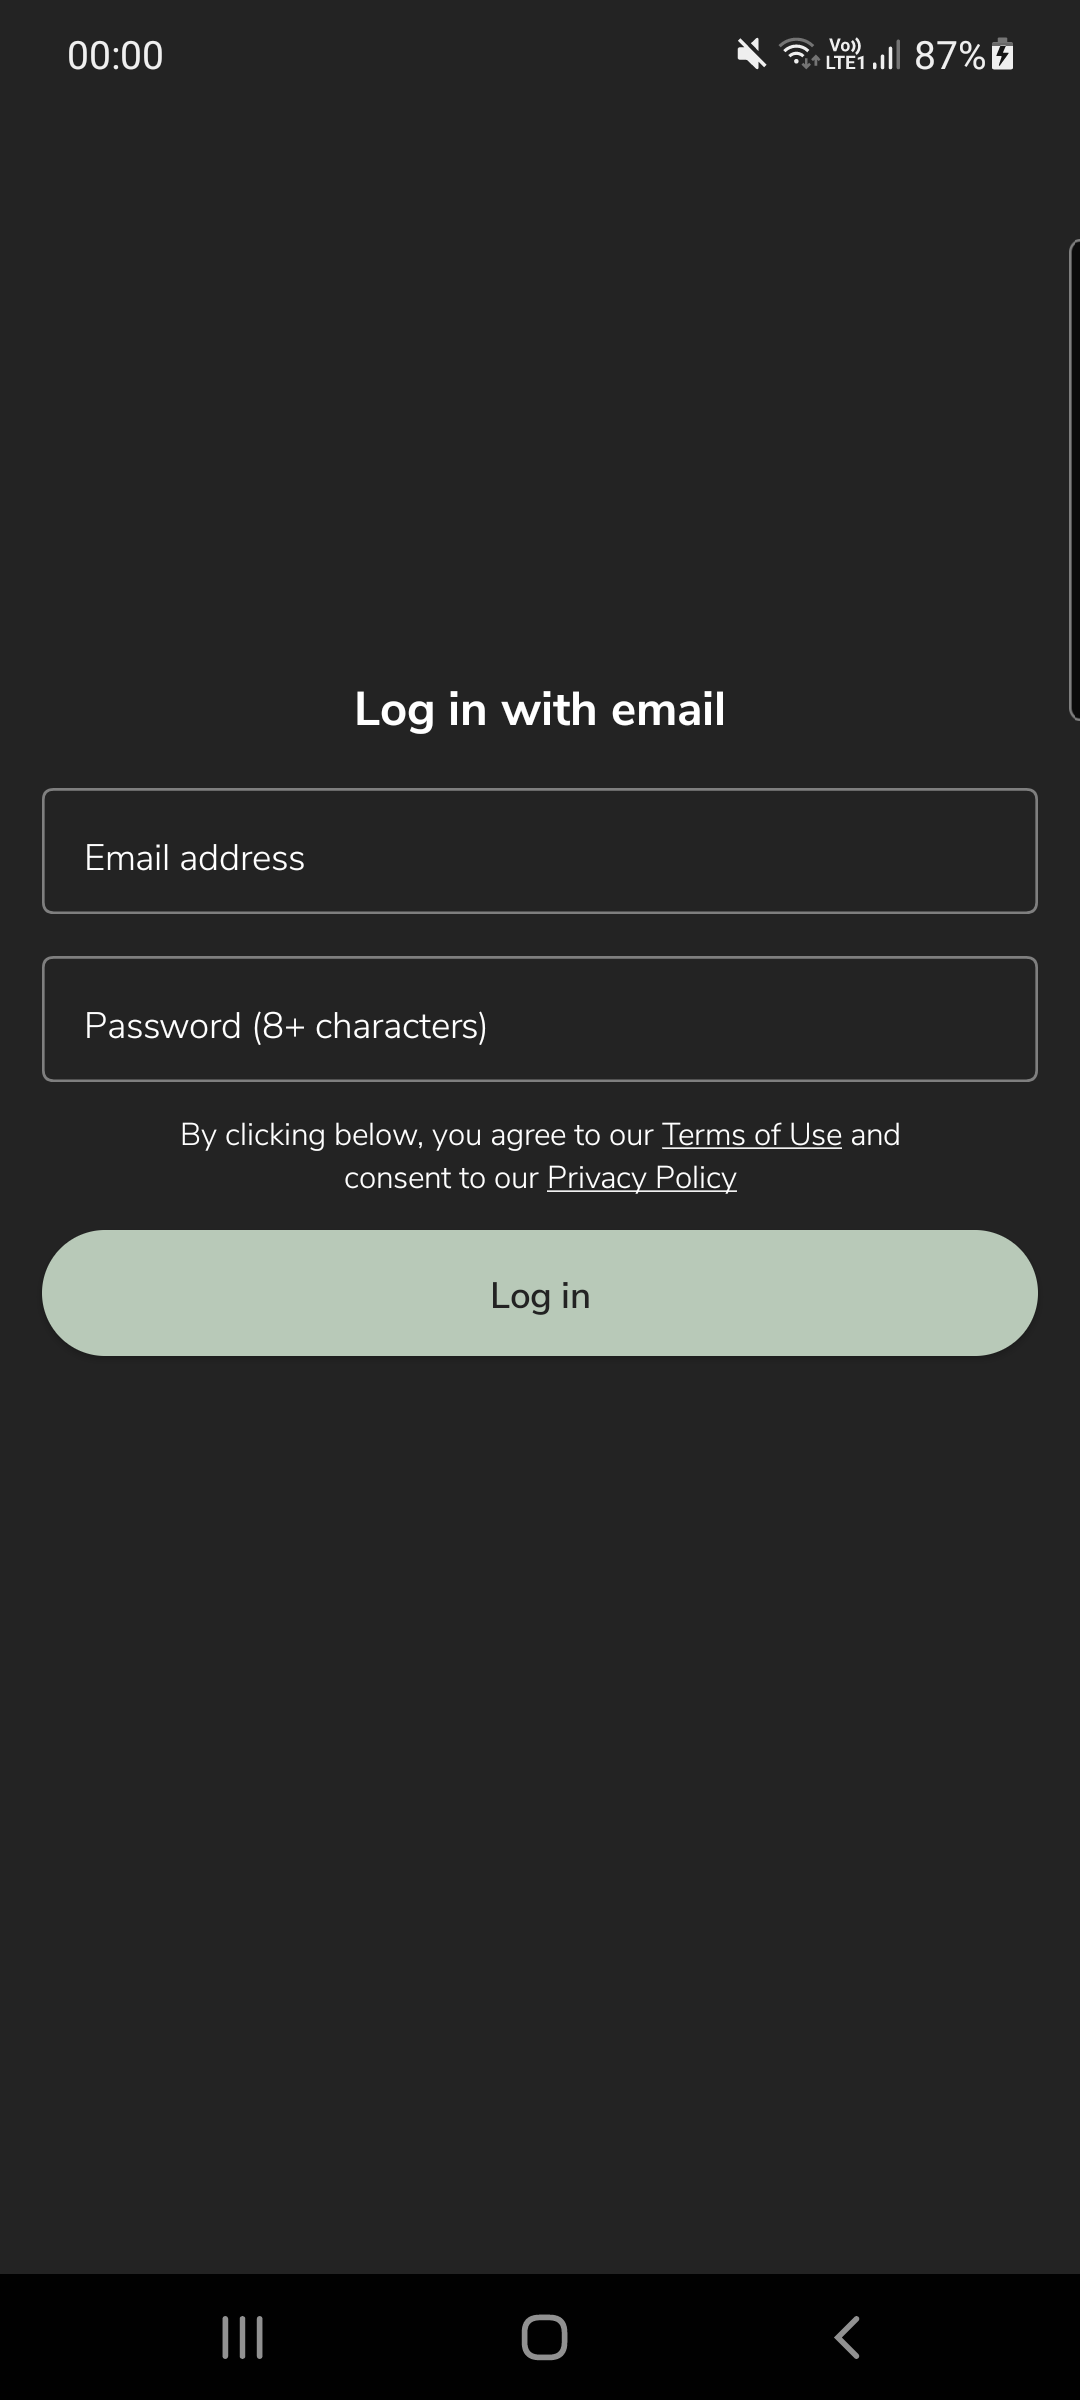 00:00 Vo)) LTE1 87%
Log in with email
Email address
Password (8+ characters)
By clicking below, you agree to our Terms of Use and
consent to our Privacy Policy
Log in